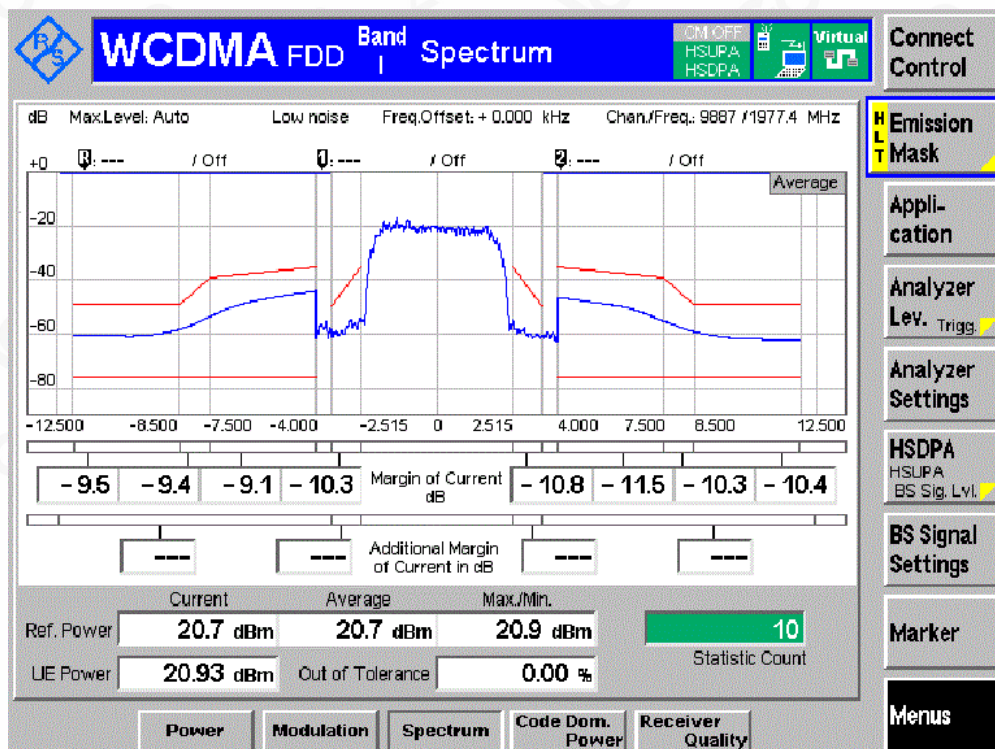 R/S
WCDMA FDD Band I Spectrum
CM OFF
HSUPA
HSDPA
Virtual
Connect
Control
dB Max.Level: Auto Low noise Freq.Offset: + 0.000 kHz Chan./Freq.: 9887 / 1977.4 MHz
H
L
T
Emission
Mask
R: --- / Off 1: --- / Off 2: --- / Off
Average
+0
-20
-40
-60
-80
-12.500 -8.500 -7.500 -4.000 -2.515 0 2.515 4.000 7.500 8.500 12.500
Appli-
cation
Analyzer
Lev. Trigg.
Analyzer
Settings
- 9.5 - 9.4 - 9.1 - 10.3 Margin of Current dB - 10.8 - 11.5 - 10.3 - 10.4
HSDPA
HSUPA
BS Sig. Lvl.
--- --- Additional Margin of Current in dB --- ---
BS Signal
Settings
Current Average Max./Min.
Ref. Power 20.7 dBm 20.7 dBm 20.9 dBm 10
Statistic Count
UE Power 20.93 dBm Out of Tolerance 0.00 %
Marker
Menus
Power Modulation Spectrum Code Dom. Power Receiver Quality